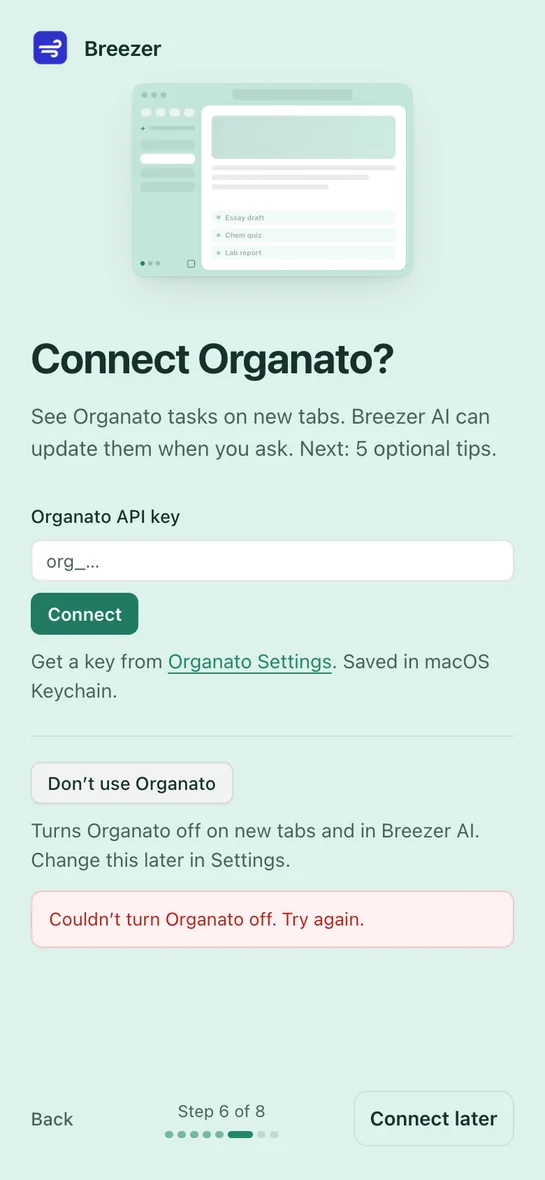 Breezer
+
Essay draft
Chem quiz
Lab report
Connect Organato?
See Organato tasks on new tabs. Breezer AI can
update them when you ask. Next: 5 optional tips.
Organato API key
org_...
Connect
Get a key from Organato Settings. Saved in macOS
Keychain.
Don’t use Organato
Turns Organato off on new tabs and in Breezer AI.
Change this later in Settings.
Couldn’t turn Organato off. Try again.
Back
Step 6 of 8
Connect later